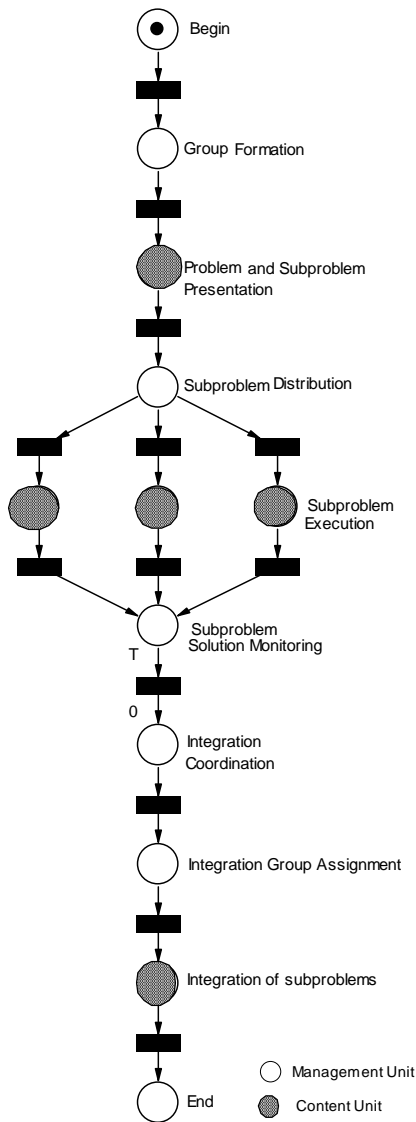 Begin
Group Formation
Problem and Subproblem
Presentation
Subproblem Distribution
Subproblem
Execution
Subproblem
Solution Monitoring
T
0
Integration
Coordination
Integration Group Assignment
Integration of subproblems
End
Management Unit
Content Unit